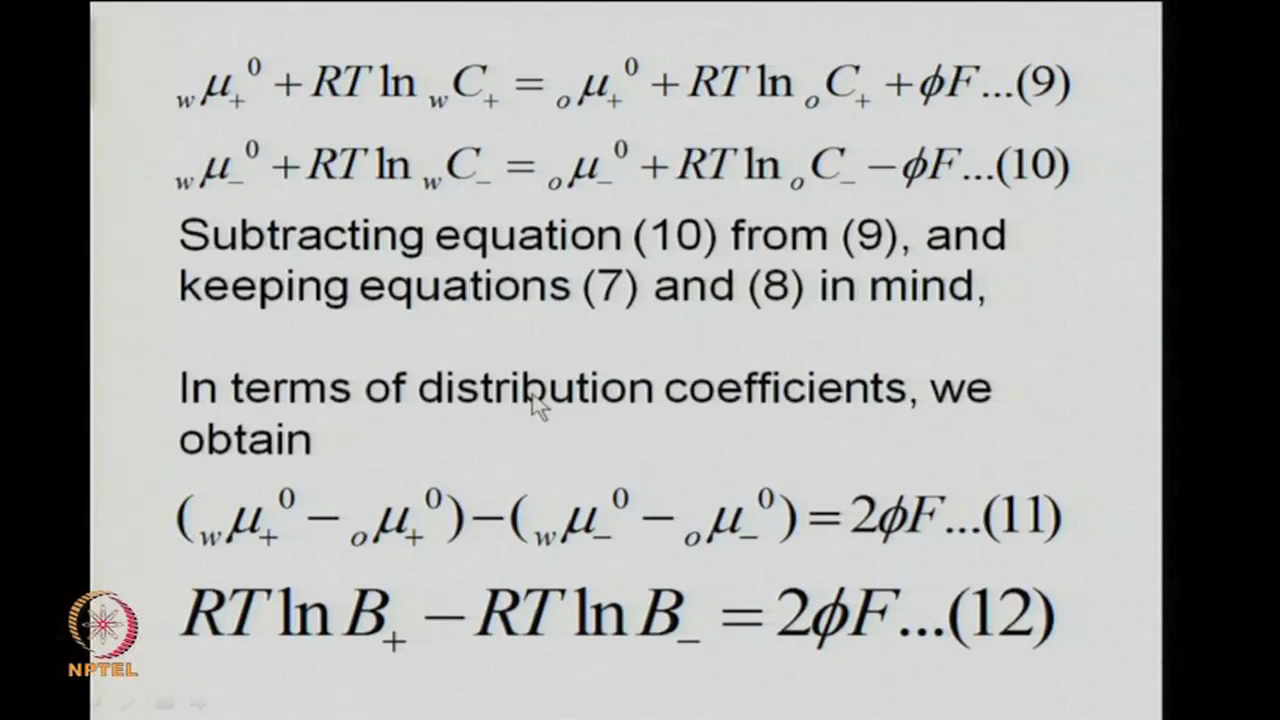 wμ₊⁰ + RT ln wC₊ = oμ₊⁰ + RT ln oC₊ + ϕF...(9)
wμ₋⁰ + RT ln wC₋ = oμ₋⁰ + RT ln oC₋ − ϕF...(10)
Subtracting equation (10) from (9), and
keeping equations (7) and (8) in mind,
In terms of distribution coefficients, we
obtain
(wμ₊⁰ − oμ₊⁰) − (wμ₋⁰ − oμ₋⁰) = 2ϕF...(11)
RT ln B₊ − RT ln B₋ = 2ϕF...(12)
NPTEL